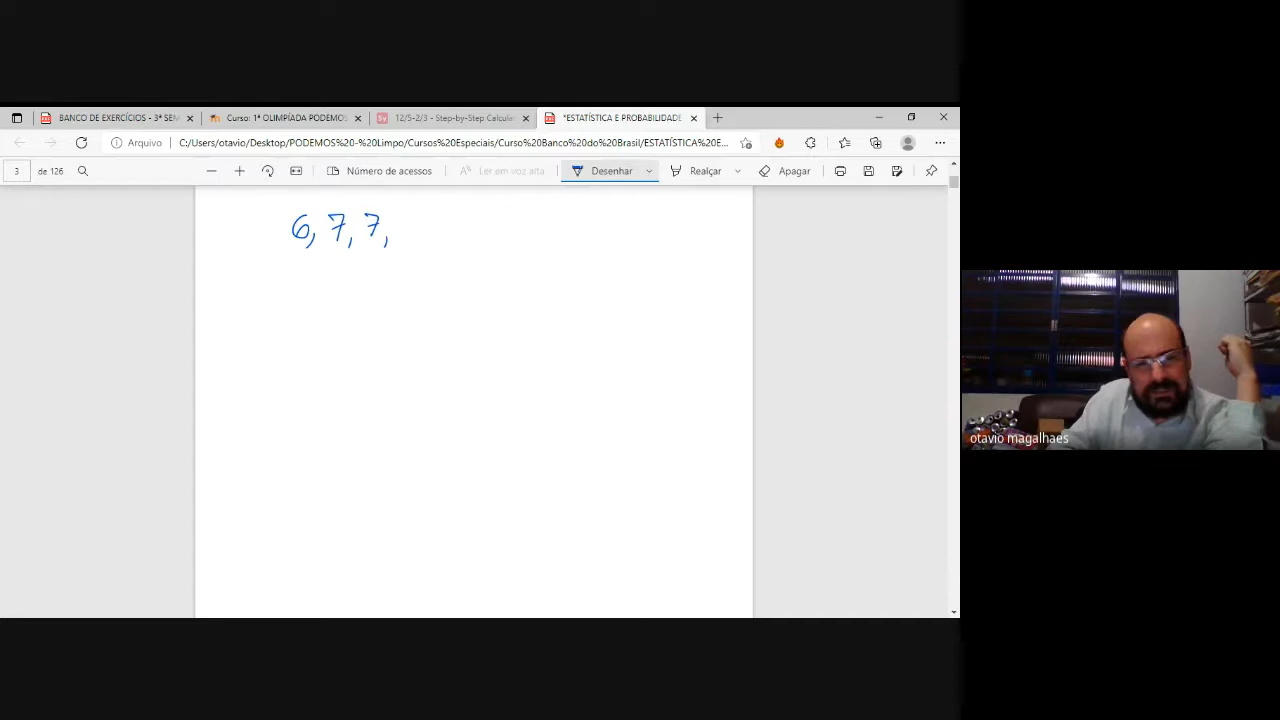 BANCO DE EXERCÍCIOS - 3ª SEM
Curso: 1ª OLIMPÍADA PODEMOS
Sy 12/5-2/3 - Step-by-Step Calcula
*ESTATÍSTICA E PROBABILIDADE
Arquivo C:/Users/otavio/Desktop/PODEMOS%20-%20Limpo/Cursos%20Especiais/Curso%20Banco%20do%20Brasil/ESTATÍSTICA%20E...
3 de 126 Número de acessos Ler em voz alta Desenhar Realçar Apagar
6, 7, 7,
otavio magalhaes